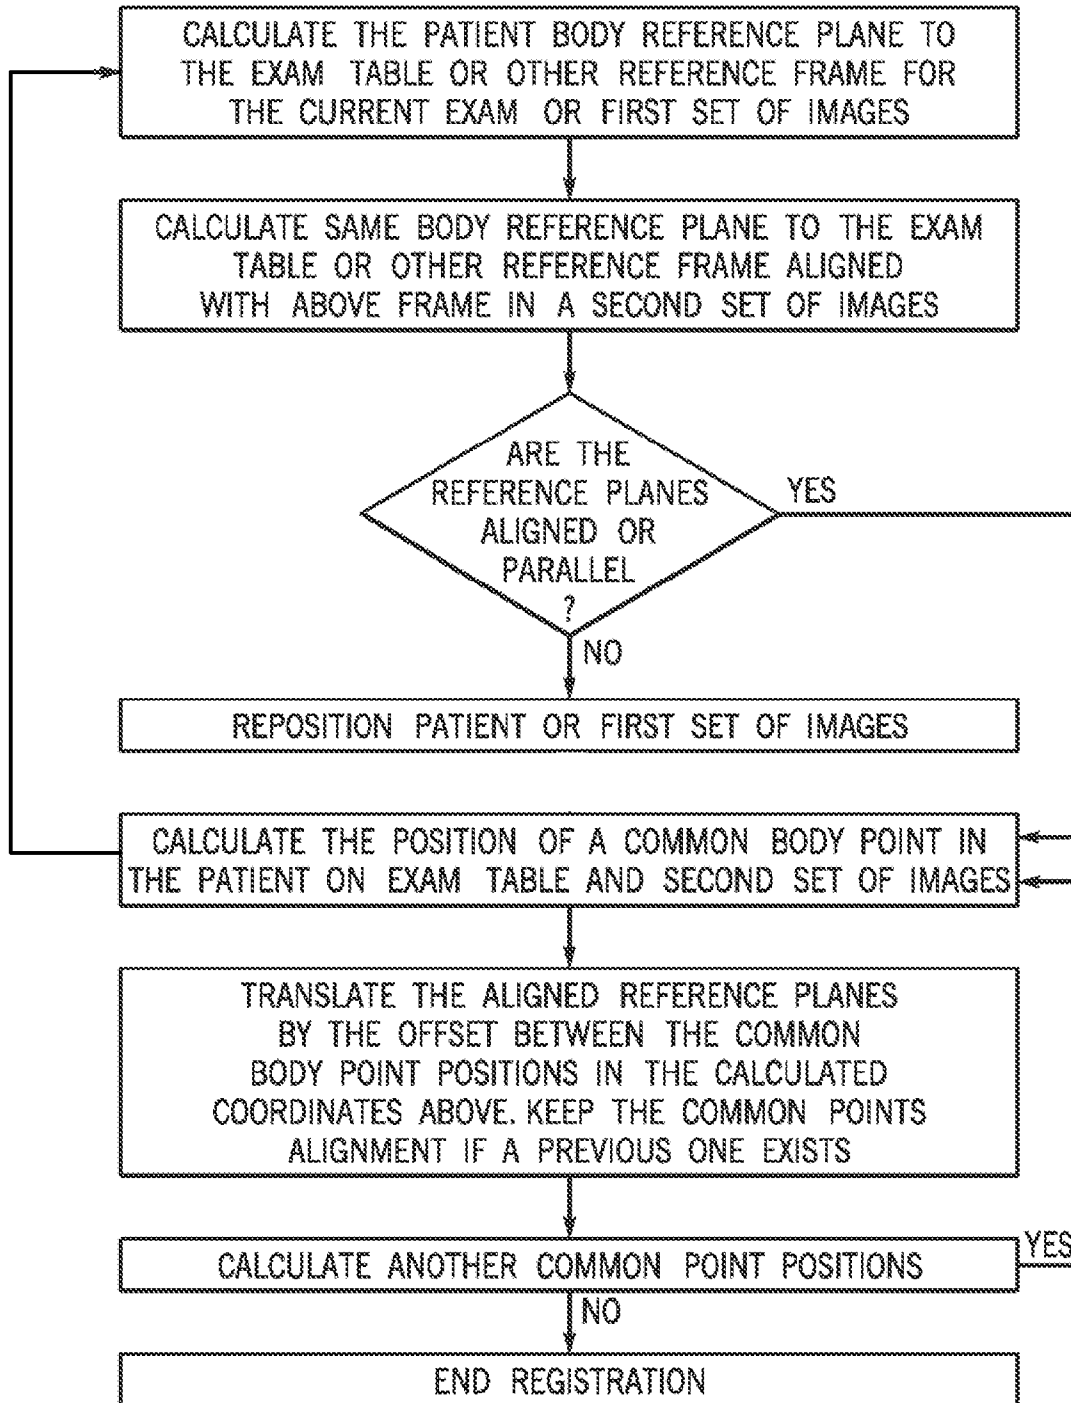 CALCULATE THE PATIENT BODY REFERENCE PLANE TO
THE EXAM TABLE OR OTHER REFERENCE FRAME FOR
THE CURRENT EXAM OR FIRST SET OF IMAGES
CALCULATE SAME BODY REFERENCE PLANE TO THE EXAM
TABLE OR OTHER REFERENCE FRAME ALIGNED
WITH ABOVE FRAME IN A SECOND SET OF IMAGES
ARE THE
REFERENCE PLANES
ALIGNED OR
PARALLEL
?
YES
NO
REPOSITION PATIENT OR FIRST SET OF IMAGES
CALCULATE THE POSITION OF A COMMON BODY POINT IN
THE PATIENT ON EXAM TABLE AND SECOND SET OF IMAGES
TRANSLATE THE ALIGNED REFERENCE PLANES
BY THE OFFSET BETWEEN THE COMMON
BODY POINT POSITIONS IN THE CALCULATED
COORDINATES ABOVE. KEEP THE COMMON POINTS
ALIGNMENT IF A PREVIOUS ONE EXISTS
CALCULATE ANOTHER COMMON POINT POSITIONS
YES
NO
END REGISTRATION